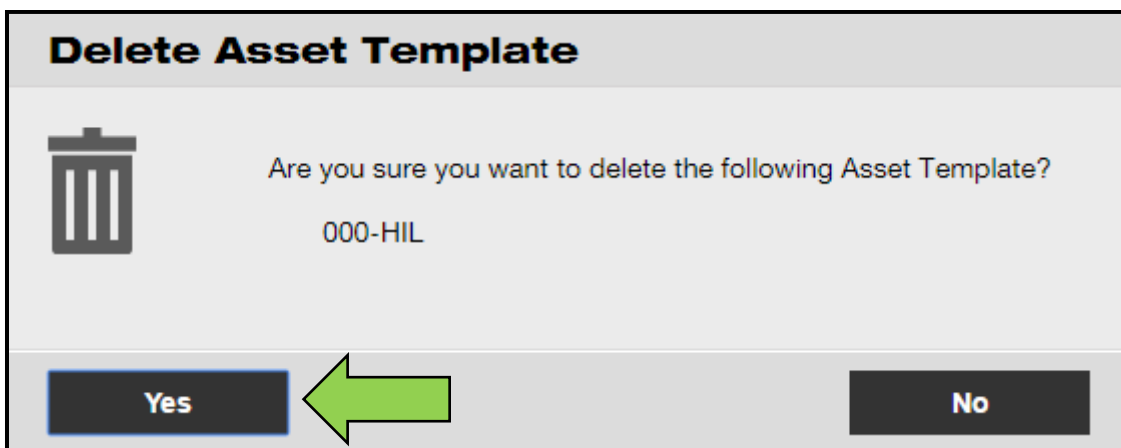 Delete Asset Template
Are you sure you want to delete the following Asset Template?
000-HIL
Yes
No